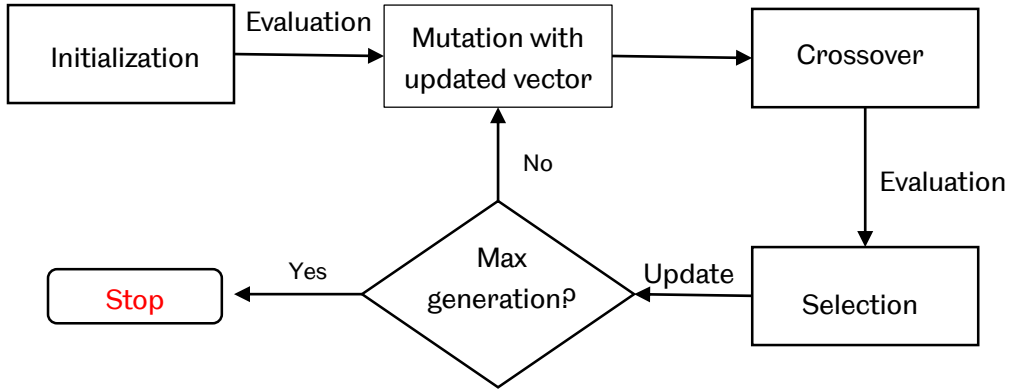 Initialization
Evaluation
Mutation with
updated vector
Crossover
Evaluation
No
Max
generation?
Update
Selection
Yes
Stop